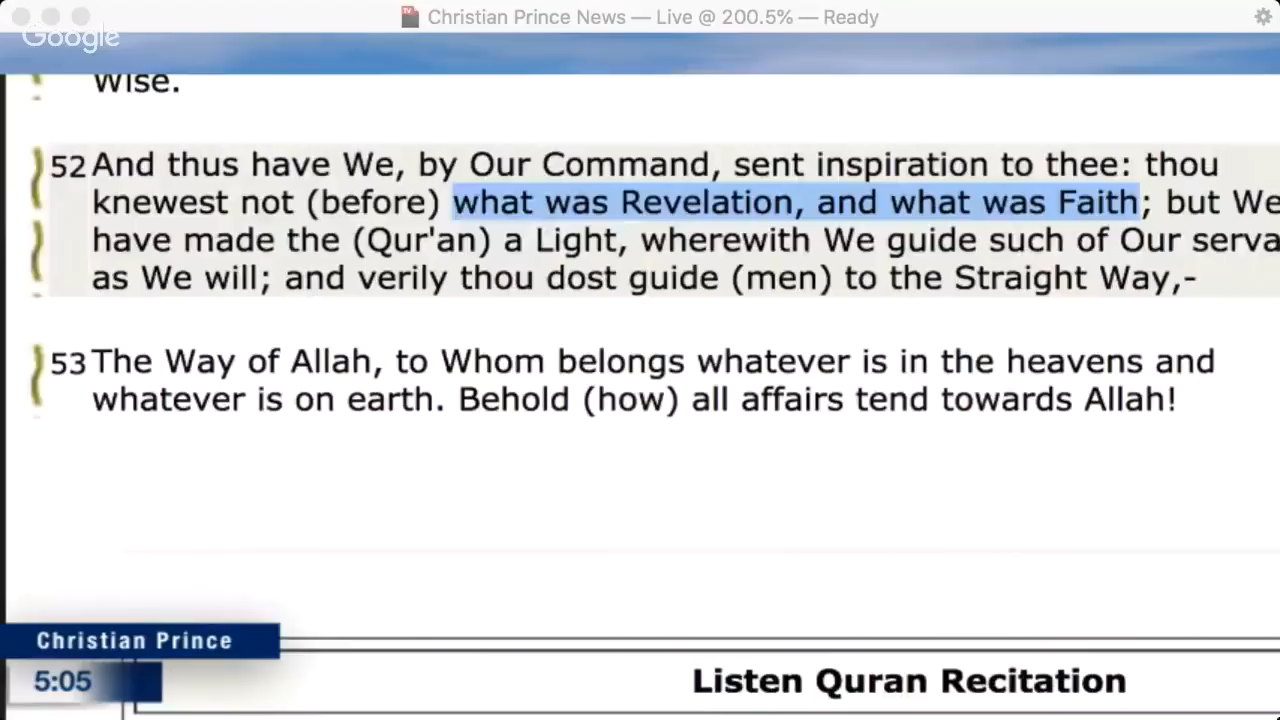 Christian Prince News — Live @ 200.5% — Ready
Google
Wise.
52 And thus have We, by Our Command, sent inspiration to thee: thou
knewest not (before) what was Revelation, and what was Faith; but We
have made the (Qur'an) a Light, wherewith We guide such of Our serva
as We will; and verily thou dost guide (men) to the Straight Way,-
53 The Way of Allah, to Whom belongs whatever is in the heavens and
whatever is on earth. Behold (how) all affairs tend towards Allah!
Christian Prince
5:05
Listen Quran Recitation